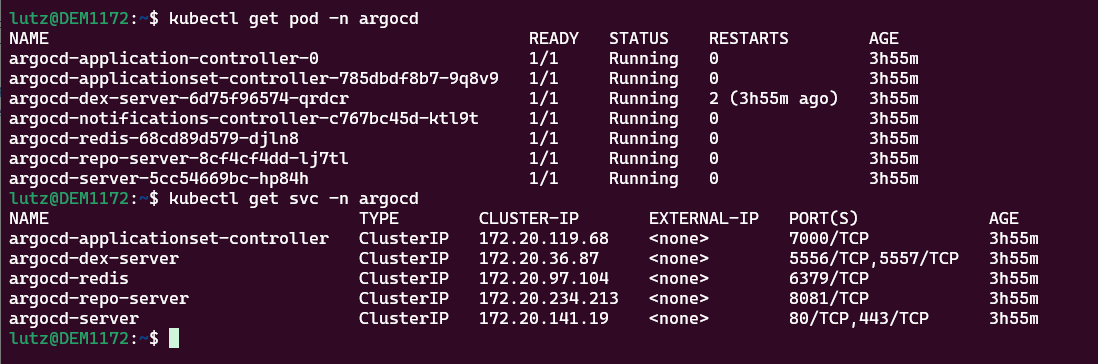 lutz@DEM1172:~$ kubectl get pod -n argocd
NAME                                                READY   STATUS    RESTARTS        AGE
argocd-application-controller-0                     1/1     Running   0               3h55m
argocd-applicationset-controller-785dbdf8b7-9q8v9   1/1     Running   0               3h55m
argocd-dex-server-6d75f96574-qrdcr                  1/1     Running   2 (3h55m ago)   3h55m
argocd-notifications-controller-c767bc45d-ktl9t     1/1     Running   0               3h55m
argocd-redis-68cd89d579-djln8                       1/1     Running   0               3h55m
argocd-repo-server-8cf4cf4dd-lj7tl                  1/1     Running   0               3h55m
argocd-server-5cc54669bc-hp84h                      1/1     Running   0               3h55m
lutz@DEM1172:~$ kubectl get svc -n argocd
NAME                               TYPE        CLUSTER-IP       EXTERNAL-IP   PORT(S)             AGE
argocd-applicationset-controller   ClusterIP   172.20.119.68    <none>        7000/TCP            3h55m
argocd-dex-server                  ClusterIP   172.20.36.87     <none>        5556/TCP,5557/TCP   3h55m
argocd-redis                       ClusterIP   172.20.97.104    <none>        6379/TCP            3h55m
argocd-repo-server                 ClusterIP   172.20.234.213   <none>        8081/TCP            3h55m
argocd-server                      ClusterIP   172.20.141.19    <none>        80/TCP,443/TCP      3h55m
lutz@DEM1172:~$